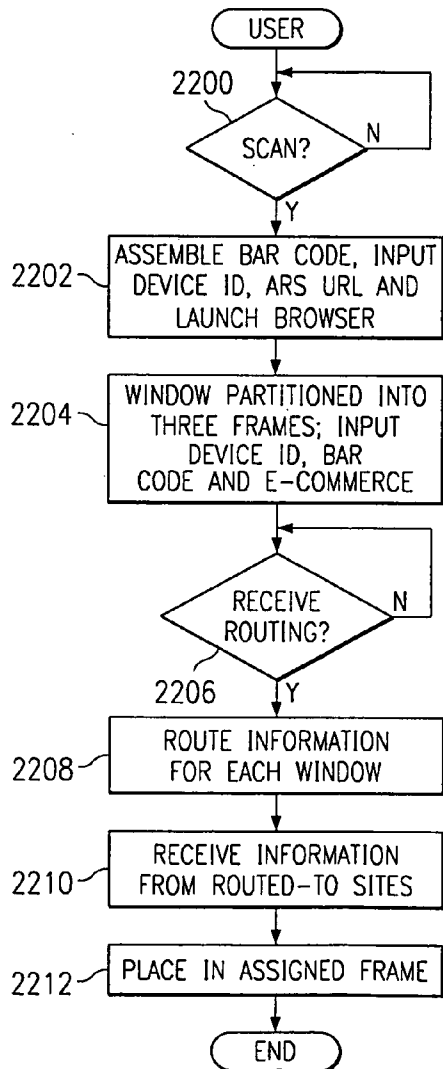 USER
2200
SCAN?
N
Y
2202
ASSEMBLE BAR CODE, INPUT
DEVICE ID, ARS URL AND
LAUNCH BROWSER
2204
WINDOW PARTITIONED INTO
THREE FRAMES; INPUT
DEVICE ID, BAR
CODE AND E-COMMERCE
RECEIVE
ROUTING?
N
2206
Y
2208
ROUTE INFORMATION
FOR EACH WINDOW
2210
RECEIVE INFORMATION
FROM ROUTED-TO SITES
2212
PLACE IN ASSIGNED FRAME
END